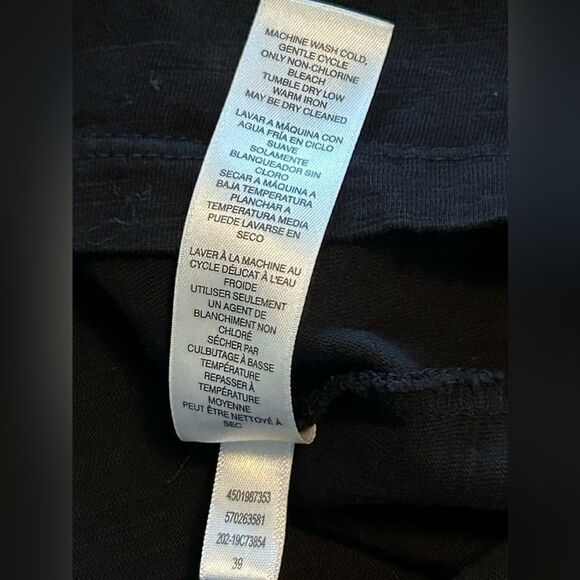 MACHINE WASH COLD,
GENTLE CYCLE
ONLY NON-CHLORINE
BLEACH
TUMBLE DRY LOW
WARM IRON
MAY BE DRY CLEANED
LAVAR A MÁQUINA CON
AGUA FRÍA EN CICLO
SUAVE
SOLAMENTE
BLANQUEADOR SIN
CLORO
SECAR A MÁQUINA A
BAJA TEMPERATURA
PLANCHAR A
TEMPERATURA MEDIA
PUEDE LAVARSE EN
SECO
LAVER À LA MACHINE AU
CYCLE DÉLICAT À L'EAU
FROIDE
UTILISER SEULEMENT
UN AGENT DE
BLANCHIMENT NON
CHLORÉ
SÉCHER PAR
CULBUTAGE À BASSE
TEMPÉRATURE
REPASSER À
TEMPÉRATURE
MOYENNE
PEUT ÊTRE NETTOYÉ À
SEC
4501987353
570263581
202-19C73854
39